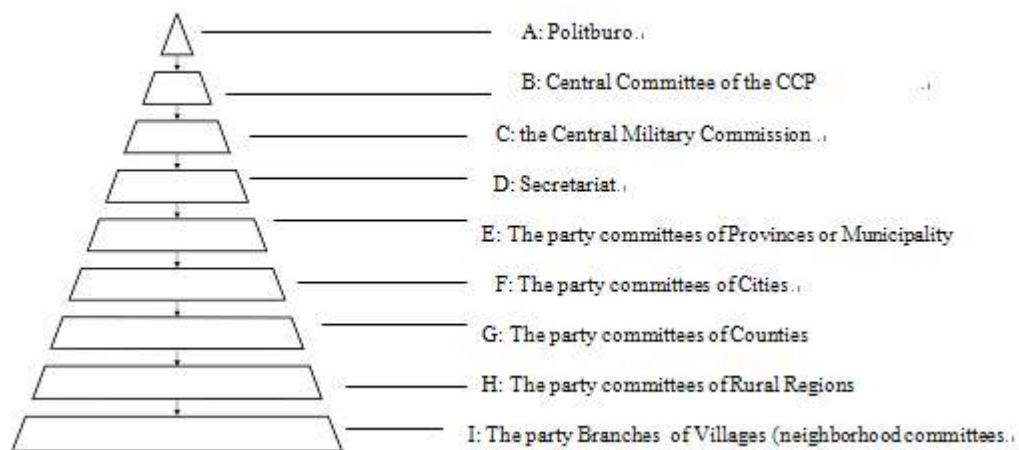 A: Politburo.
B: Central Committee of the CCP
C: the Central Military Commission.
D: Secretariat.
E: The party committees of Provinces or Municipality
F: The party committees of Cities.
G: The party committees of Counties
H: The party committees of Rural Regions
I: The party Branches of Villages (neighborhood committees.